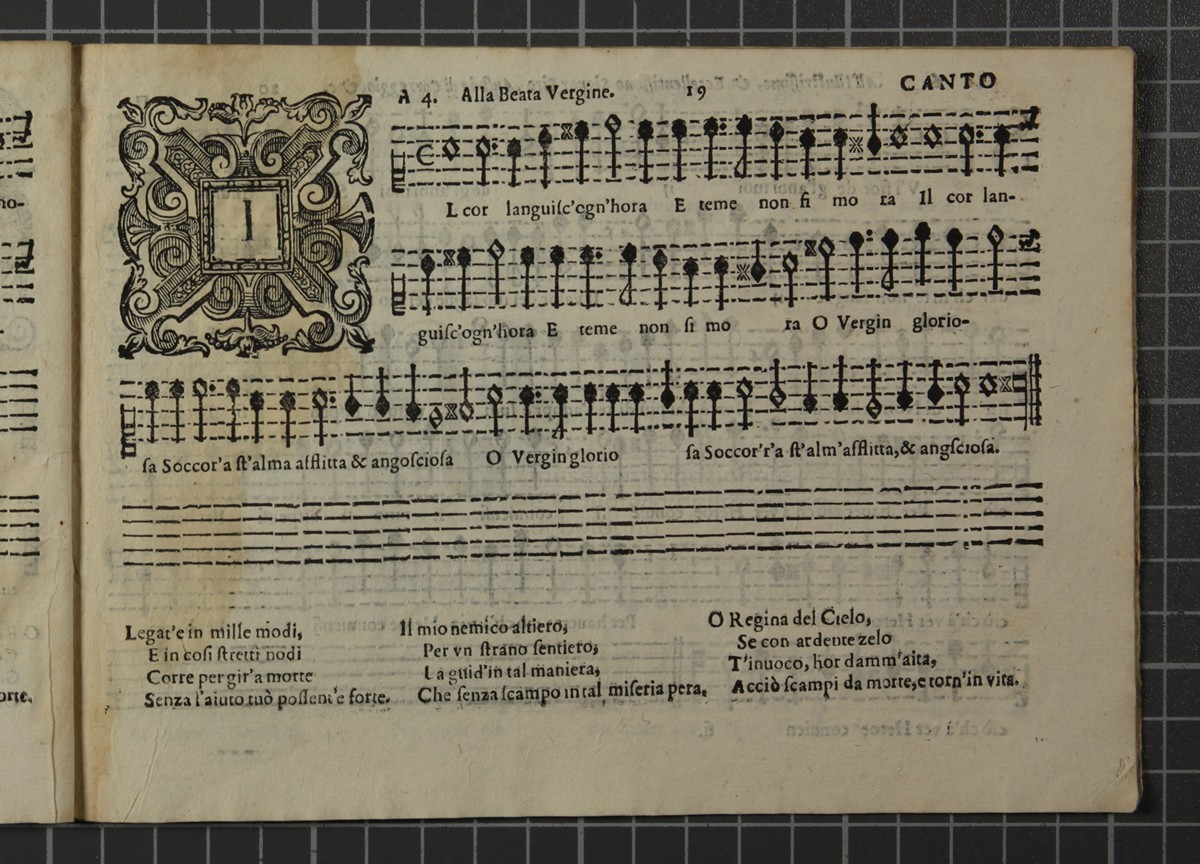 A 4. Alla Beata Vergine. 19 CANTO
I
L cor languiſc'ogn'hora E teme non ſi mo ra Il cor lan-
guiſc'ogn'hora E teme non ſi mo ra O Vergin glorio-
ſa Soccor'a ſt'alma afflitta & angoſcioſa O Vergin glorio ſa Soccor'r'a ſt'alm'afflitta, & angſcioſa.
Legat'e in mille modi,
E in coſi ſtretti nodi
Corre per gir'a morte
Senza l'aiuto tuò poſſent'e forte.
Il mio nemico altiero,
Per vn ſtrano ſentiero,
La guid'in tal maniera,
Che ſenza ſcampo in tal miſeria pera.
O Regina del Cielo,
Se con ardente zelo
T'inuoco, hor damm'aita,
Acciò ſcampi da morte, e torn'in vita.